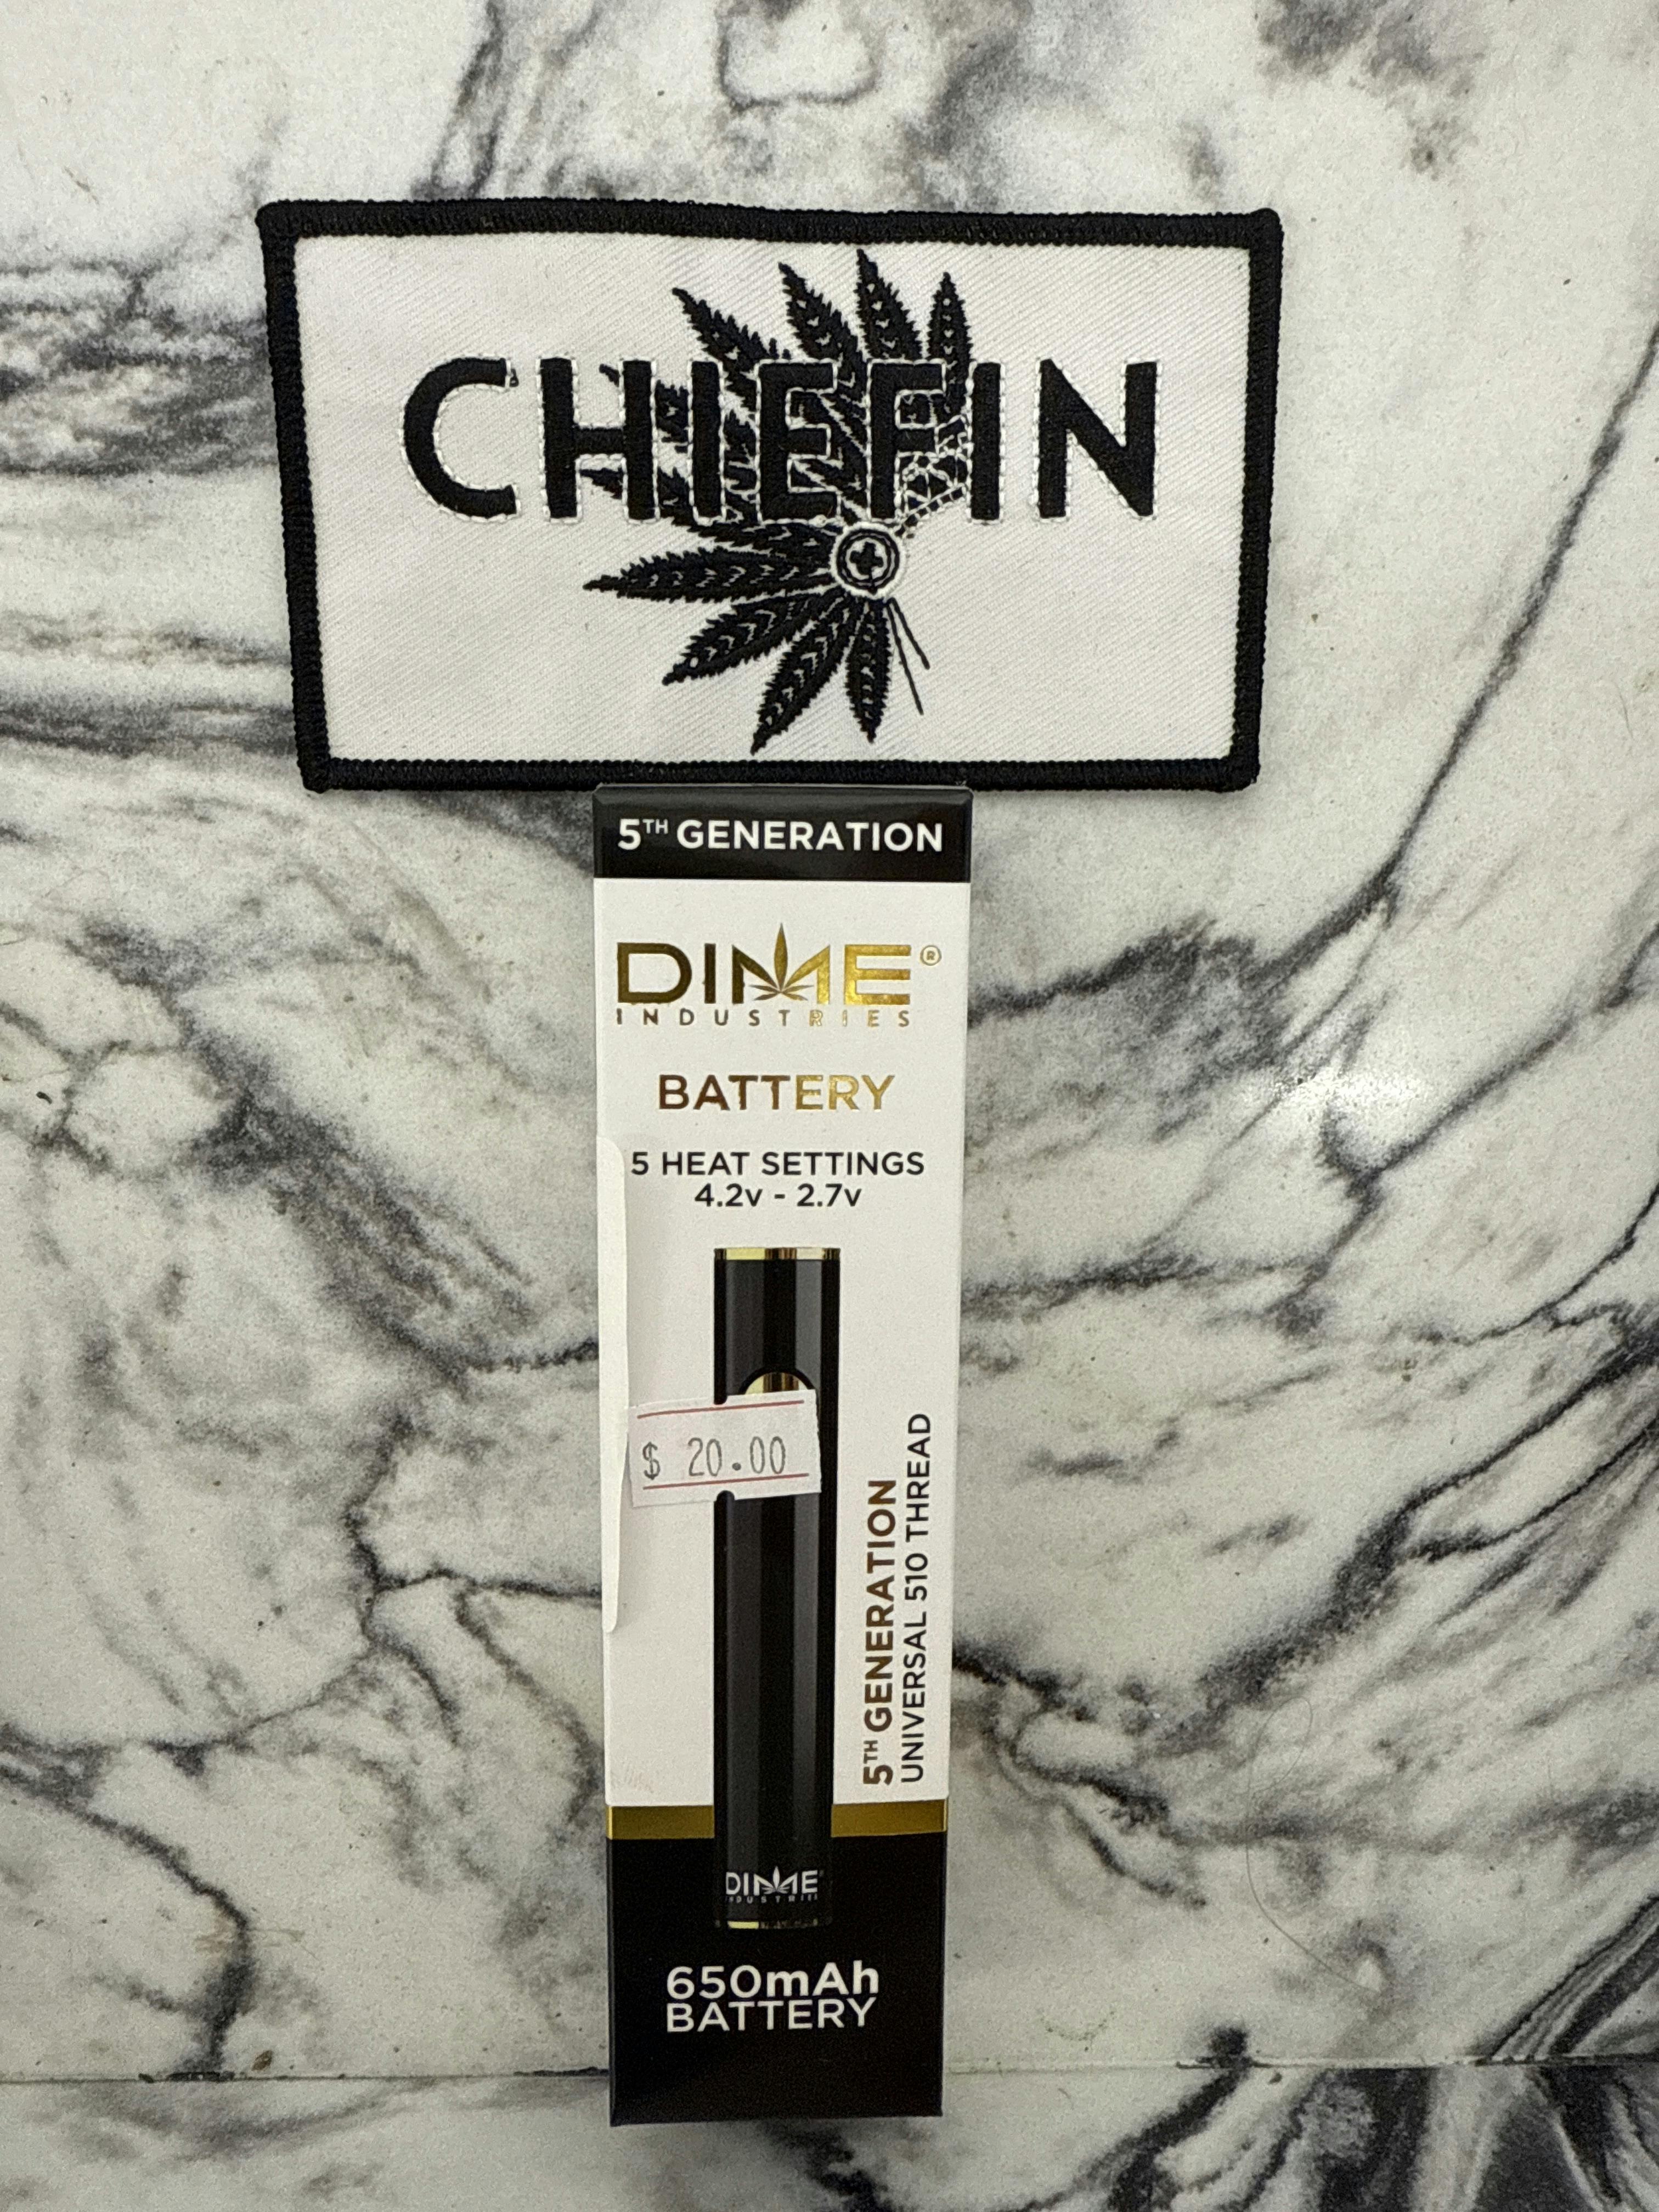 CHIEFIN
5TH GENERATION
DIME®
INDUSTRIES
BATTERY
5 HEAT SETTINGS
4.2v - 2.7v
$ 20.00
5TH GENERATION
UNIVERSAL 510 THREAD
DIME
INDUSTRIES
650mAh
BATTERY